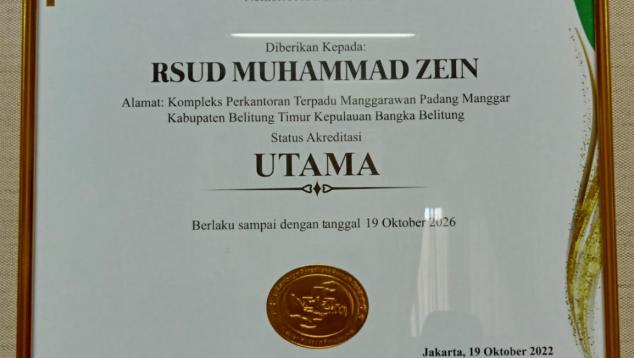 Diberikan Kepada:
RSUD MUHAMMAD ZEIN
Alamat: Kompleks Perkantoran Terpadu Manggarawan Padang Manggar
Kabupaten Belitung Timur Kepulauan Bangka Belitung
Status Akreditasi
UTAMA
Berlaku sampai dengan tanggal 19 Oktober 2026
Jakarta, 19 Oktober 2022